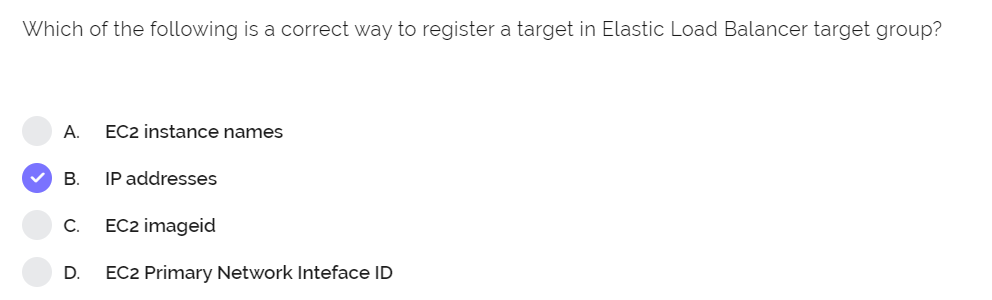 Which of the following is a correct way to register a target in Elastic Load Balancer target group?
A. EC2 instance names
B. IP addresses
C. EC2 imageid
D. EC2 Primary Network Inteface ID